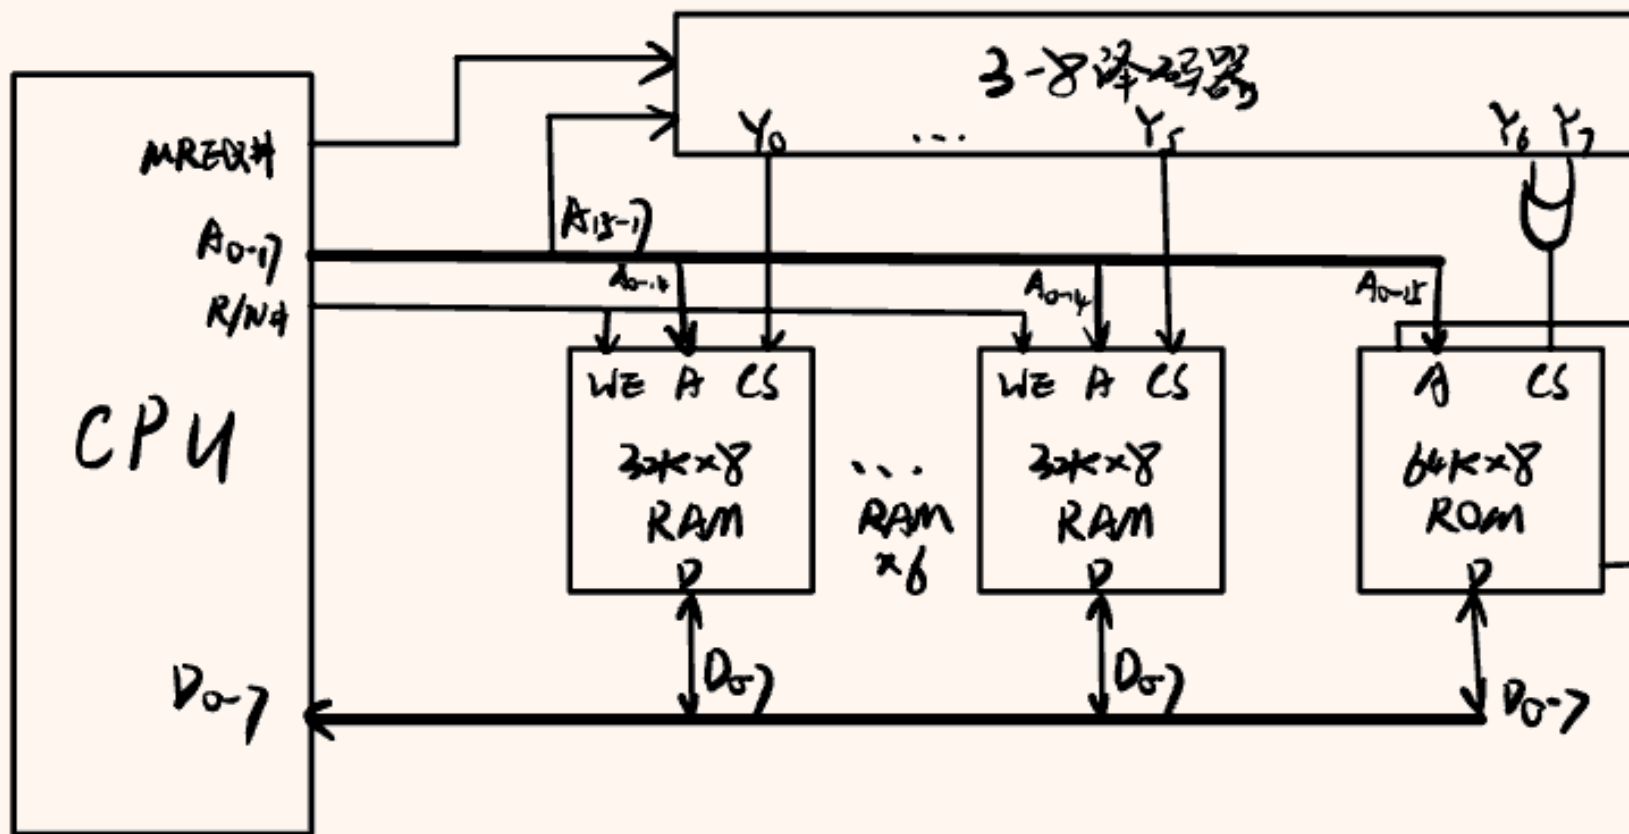 3-8译码器
Y0 ... Y5 Y6 Y7
MREQ#
A15-17
A0-17
A0-14 A0-14 A0-15
R/W#
WE A CS WE A CS A CS
CPU
32K×8 ... 32K×8 64K×8
RAM RAM RAM ROM
×6
D D D
D0-7 D0-7 D0-7 D0-7